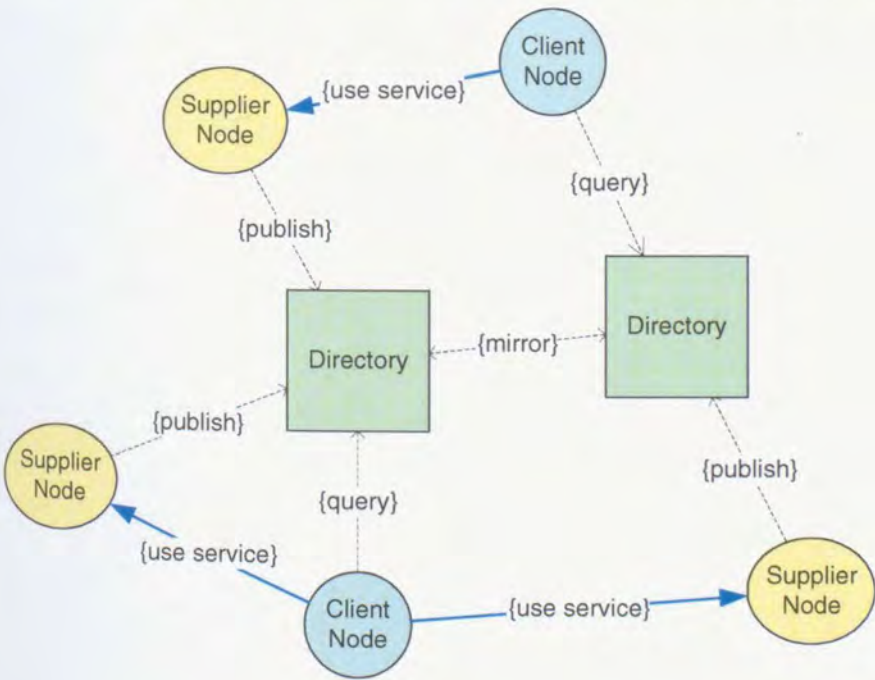 Client
Node
{use service}
Supplier
Node
{query}
{publish}
Directory
{mirror}
Directory
{publish}
Supplier
Node
{query}
{publish}
{use service}
Client
Node
{use service}
Supplier
Node